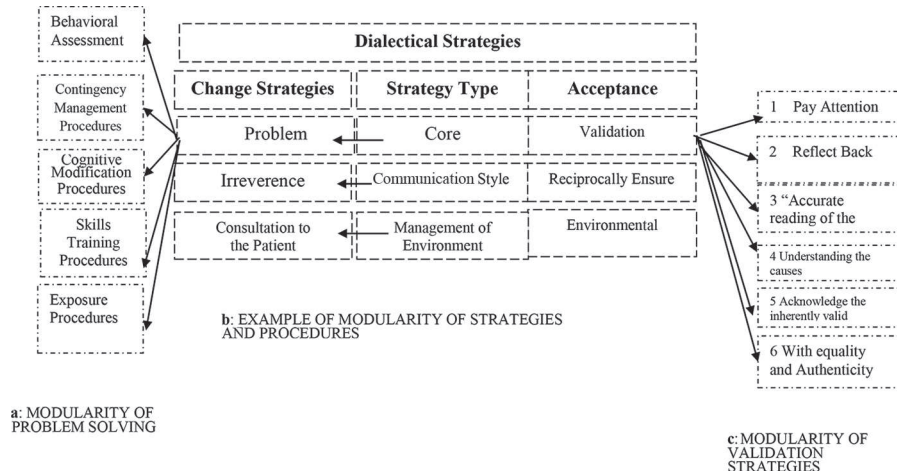 Behavioral
Assessment
Contingency
Management
Procedures
Cognitive
Modification
Procedures
Skills
Training
Procedures
Exposure
Procedures
a: MODULARITY OF
PROBLEM SOLVING
Dialectical Strategies
Change Strategies Strategy Type Acceptance
Problem Core Validation
Irreverence Communication Style Reciprocally Ensure
Consultation to
the Patient
Management of
Environment
Environmental
b: EXAMPLE OF MODULARITY OF STRATEGIES
AND PROCEDURES
1 Pay Attention
2 Reflect Back
3 “Accurate
reading of the
4 Understanding the
causes
5 Acknowledge the
inherently valid
6 With equality
and Authenticity
c: MODULARITY OF
VALIDATION
STRATEGIES